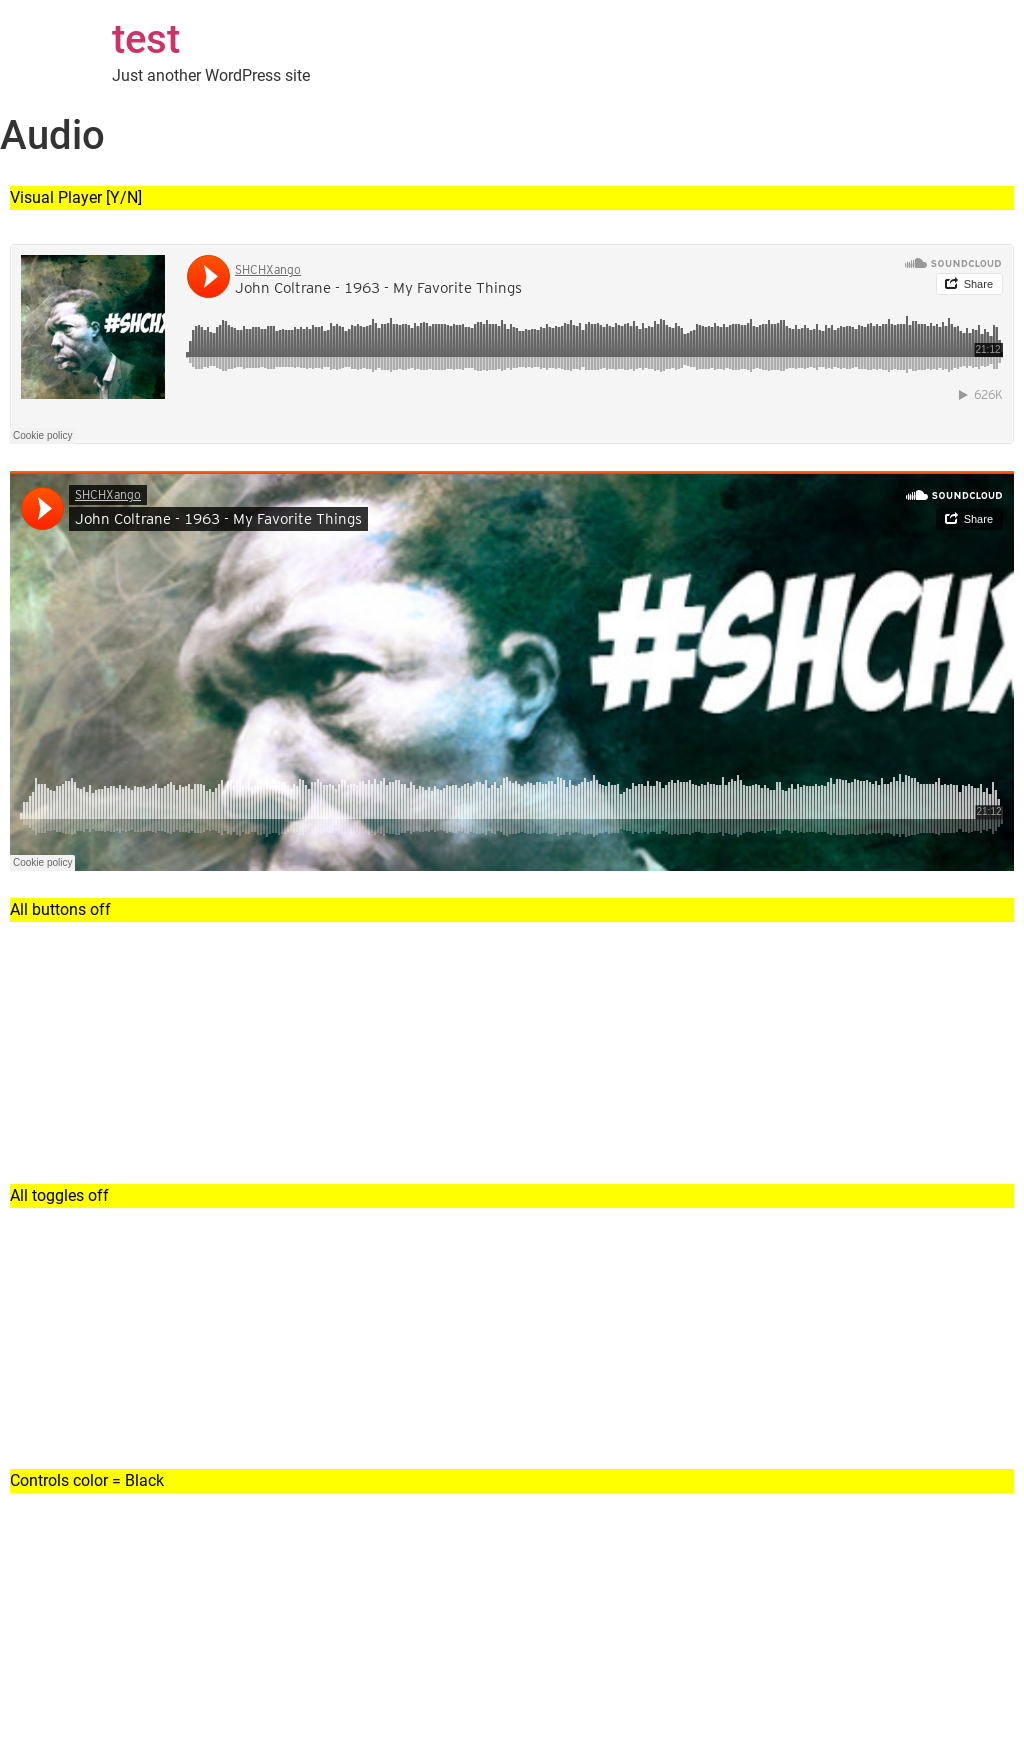 test
Just another WordPress site
Audio
Visual Player [Y/N]
SHCHXango
John Coltrane - 1963 - My Favorite Things
SOUNDCLOUD
Share
#SHCHX
21:12
626K
Cookie policy
SHCHXango
John Coltrane - 1963 - My Favorite Things
SOUNDCLOUD
Share
#SHCHX
21:12
Cookie policy
All buttons off
All toggles off
Controls color = Black